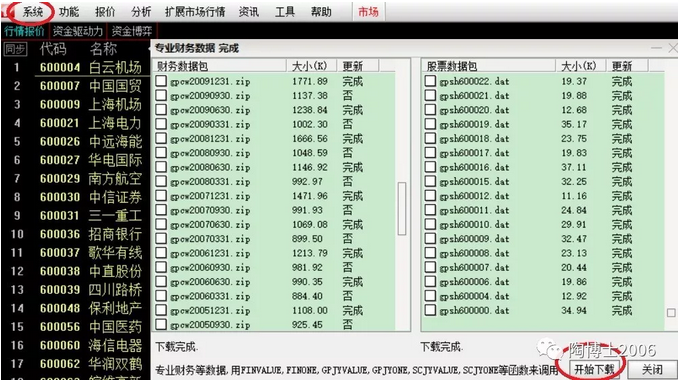 系统 功能 报价 分析 扩展市场行情 资讯 工具 帮助 市场
行情报价 资金驱动力 资金博弈
同步 代码 名称
1 600004 白云机场
2 600007 中国国贸
3 600009 上海机场
4 600021 上海电力
5 600026 中远海能
6 600027 华电国际
7 600029 南方航空
8 600030 中信证券
9 600031 三一重工
10 600036 招商银行
11 600037 歌华有线
12 600038 中直股份
13 600039 四川路桥
14 600048 保利地产
15 600056 中国医药
16 600060 海信电器
17 600062 华润双鹤
专业财务数据 完成
财务数据包 大小(K) 更新
gpcw20091231.zip 1771.89 完成
gpcw20090930.zip 1137.38 否
gpcw20090630.zip 1238.84 完成
gpcw20090331.zip 1002.30 否
gpcw20081231.zip 1666.56 完成
gpcw20080930.zip 1048.59 否
gpcw20080630.zip 1146.92 完成
gpcw20080331.zip 992.97 否
gpcw20071231.zip 1471.96 完成
gpcw20070930.zip 991.93 否
gpcw20070630.zip 1069.08 完成
gpcw20070331.zip 899.50 否
gpcw20061231.zip 1213.79 完成
gpcw20060930.zip 981.92 否
gpcw20060630.zip 990.35 完成
gpcw20060331.zip 884.40 否
gpcw20051231.zip 1108.00 完成
gpcw20050930.zip 925.45 否
下载完成.
股票数据包 大小(K) 更新
gpsh600022.dat 19.37 完成
gpsh600021.dat 19.88 完成
gpsh600020.dat 12.68 完成
gpsh600019.dat 35.17 完成
gpsh600018.dat 23.75 完成
gpsh600017.dat 19.83 完成
gpsh600016.dat 37.11 完成
gpsh600015.dat 32.25 完成
gpsh600012.dat 11.16 完成
gpsh600011.dat 24.84 完成
gpsh600010.dat 29.91 完成
gpsh600009.dat 32.47 完成
gpsh600008.dat 23.13 完成
gpsh600007.dat 20.44 完成
gpsh600006.dat 19.86 完成
gpsh600004.dat 12.92 完成
gpsh600000.dat 34.94 完成
下载完成.
陶博士2006
专业财务等数据,用FINVALUE,FINONE,GPJYVALUE,GPJYONE,SCJYVALUE,SCJYONE等函数来调用
开始下载 关闭